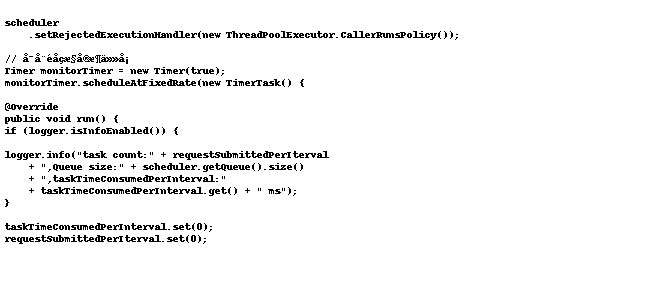 scheduler
.setRejectedExecutionHandler(new ThreadPoolExecutor.CallerRunsPolicy());
//
Timer monitorTimer = new Timer(true);
monitorTimer.scheduleAtFixedRate(new TimerTask() {
@Override
public void run() {
if (logger.isInfoEnabled()) {
logger.info("task count:" + requestSubmittedPerIterval
+ ",Queue size:" + scheduler.getQueue().size()
+ ",taskTimeConsumedPerInterval:"
+ taskTimeConsumedPerInterval.get() + " ms");
}
taskTimeConsumedPerInterval.set(0);
requestSubmittedPerIterval.set(0);